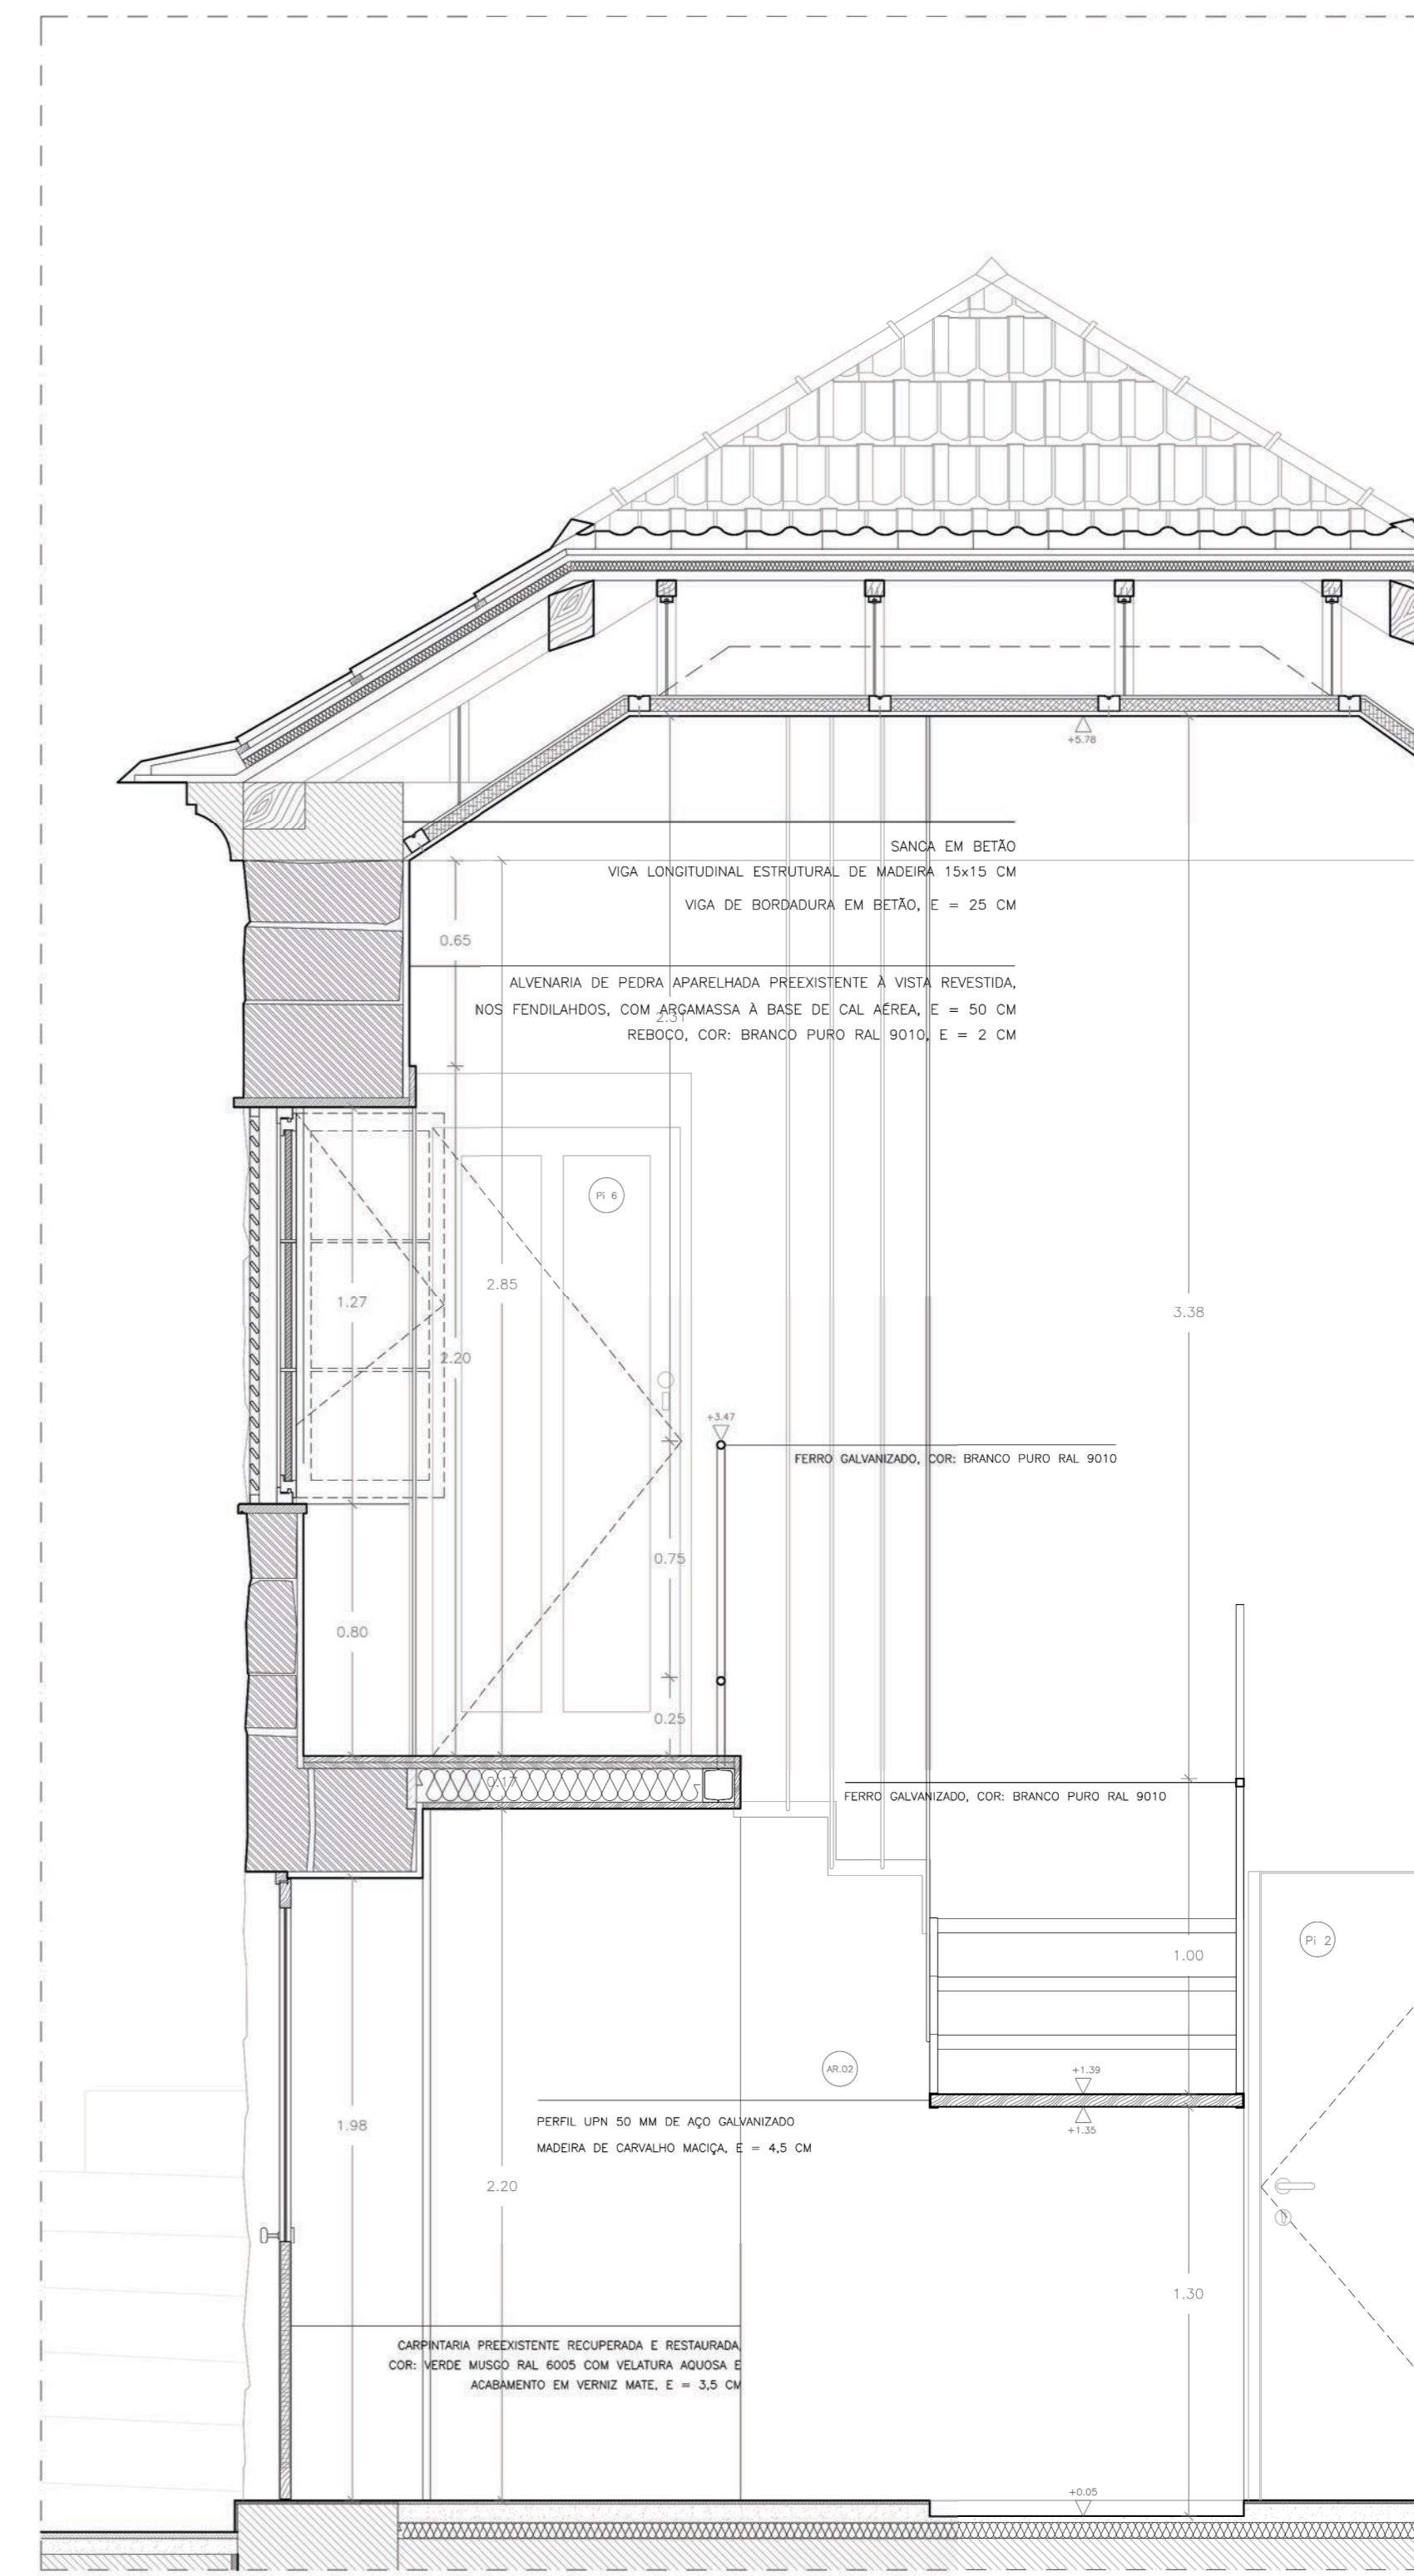 +5.78
SANCA EM BETÃO
VIGA LONGITUDINAL ESTRUTURAL DE MADEIRA 15x15 CM
VIGA DE BORDADURA EM BETÃO, E = 25 CM
0.65
ALVENARIA DE PEDRA APARELHADA PREEXISTENTE À VISTA REVESTIDA,
NOS FENDILAHDOS, COM ARGAMASSA À BASE DE CAL AÉREA, E = 50 CM
2.31
REBOCO, COR: BRANCO PURO RAL 9010, E = 2 CM
Pi 6
2.85
1.27
3.38
2.20
+3.47
FERRO GALVANIZADO, COR: BRANCO PURO RAL 9010
0.75
0.80
0.25
0.17
FERRO GALVANIZADO, COR: BRANCO PURO RAL 9010
Pi 2
1.00
AR.02
+1.39
PERFIL UPN 50 MM DE AÇO GALVANIZADO
+1.35
MADEIRA DE CARVALHO MACIÇA, E = 4,5 CM
1.98
2.20
1.30
CARPINTARIA PREEXISTENTE RECUPERADA E RESTAURADA,
COR: VERDE MUSGO RAL 6005 COM VELATURA AQUOSA E
ACABAMENTO EM VERNIZ MATE, E = 3,5 CM
+0.05